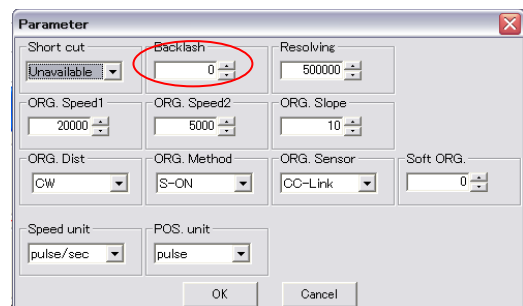 Parameter
Short cut Backlash Resolving
Unavailable 0 500000
ORG. Speed1 ORG. Speed2 ORG. Slope
20000 5000 10
ORG. Dist ORG. Method ORG. Sensor Soft ORG.
CW S-ON CC-Link 0
Speed unit POS. unit
pulse/sec pulse
OK Cancel